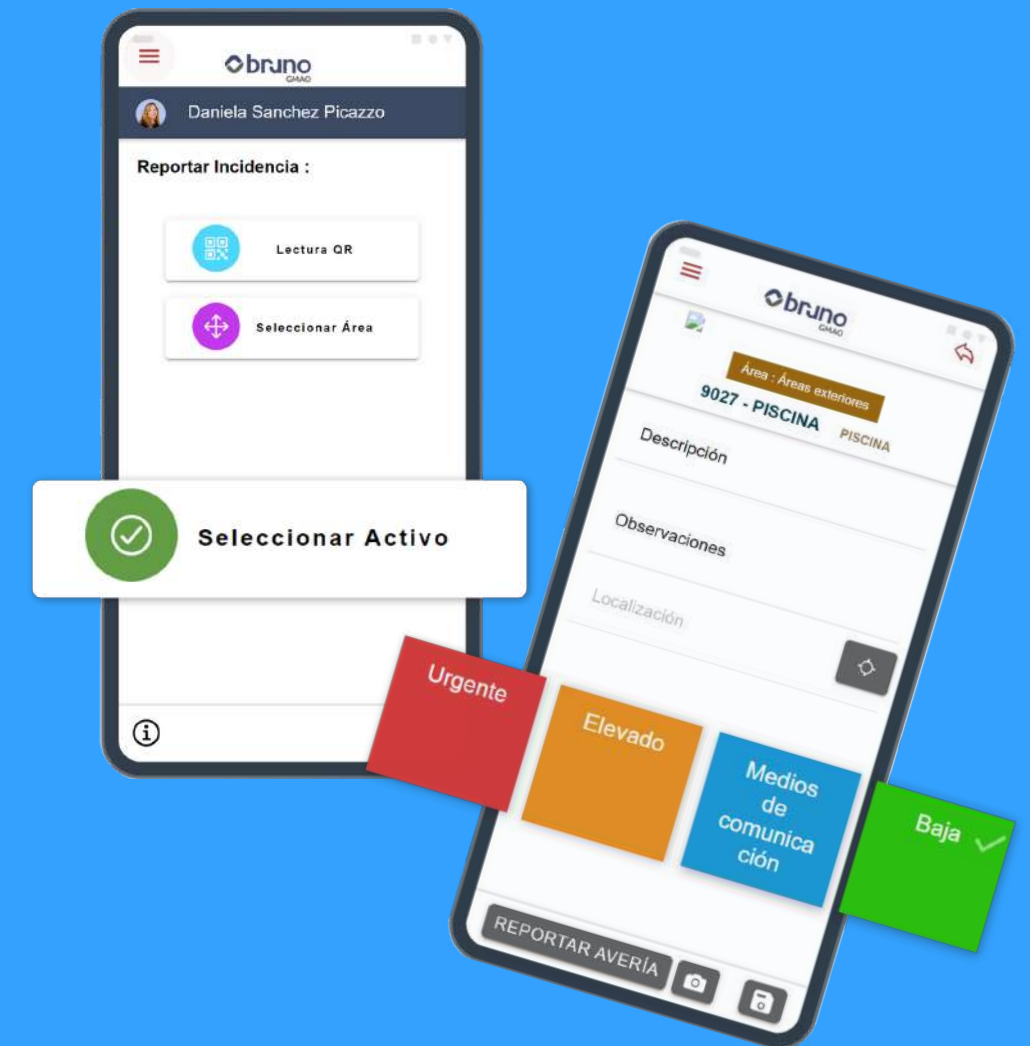 bruno
GMAO
Daniela Sanchez Picazzo
Reportar Incidencia :
Lectura QR
Seleccionar Área
Seleccionar Activo
bruno
GMAO
Área : Áreas exteriores
9027 - PISCINA PISCINA
Descripción
Observaciones
Localización
Urgente
Elevado
Medios
de
comunica
ción
Baja
REPORTAR AVERÍA